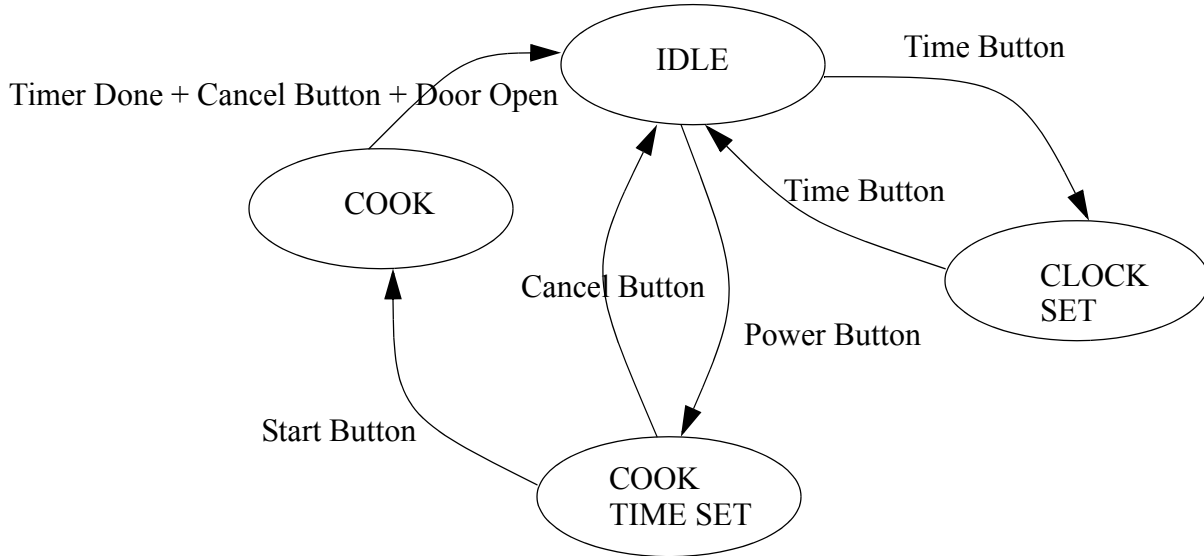 IDLE
Time Button
Timer Done + Cancel Button + Door Open
Time Button
COOK
CLOCK
SET
Cancel Button
Power Button
Start Button
COOK
TIME SET